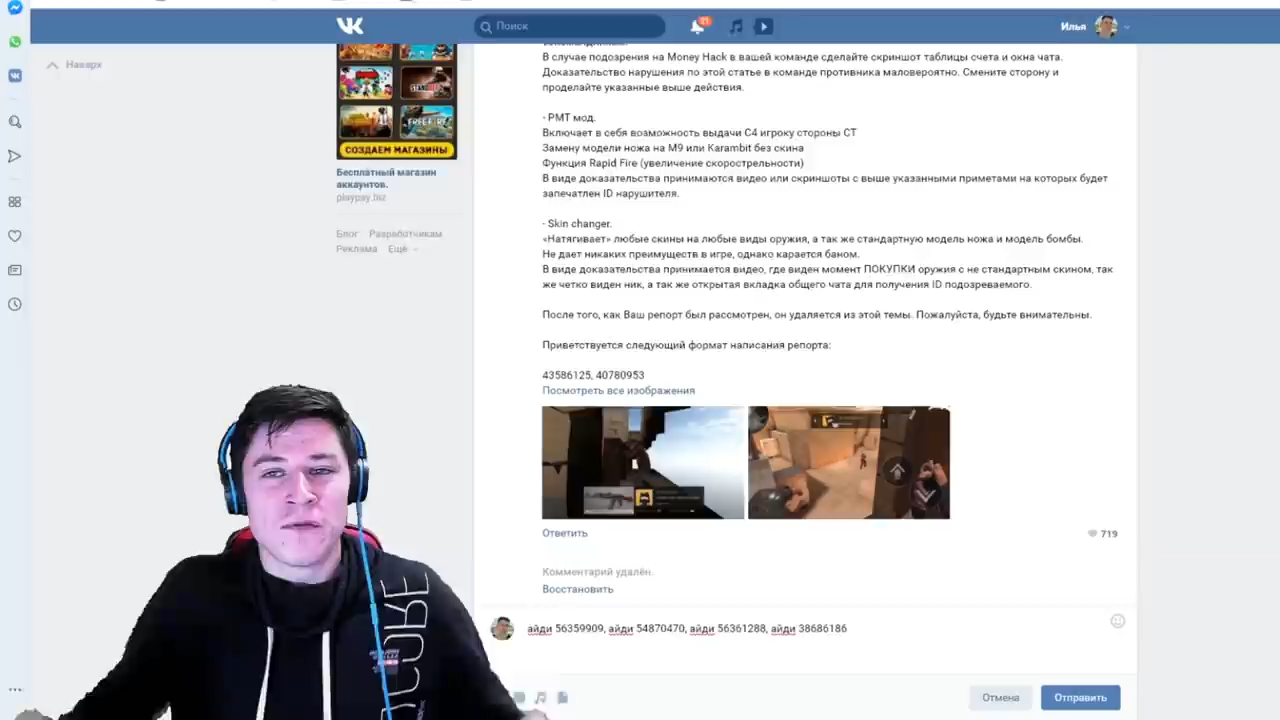 Поиск
21
Илья
Наверх
В случае подозрения на Money Hack в вашей команде сделайте скриншот таблицы счета и окна чата.
Доказательство нарушения по этой статье в команде противника маловероятно. Смените сторону и
проделайте указанные выше действия.
- РМТ мод.
Включает в себя возможность выдачи С4 игроку стороны СТ
Замену модели ножа на М9 или Karambit без скина
Функция Rapid Fire (увеличение скорострельности)
В виде доказательства принимаются видео или скриншоты с выше указанными приметами на которых будет
запечатлен ID нарушителя.
- Skin changer.
«Натягивает» любые скины на любые виды оружия, а так же стандартную модель ножа и модель бомбы.
Не дает никаких преимуществ в игре, однако карается баном.
В виде доказательства принимается видео, где виден момент ПОКУПКИ оружия с не стандартным скином, так
же четко виден ник, а так же открытая вкладка общего чата для получения ID подозреваемого.
После того, как Ваш репорт был рассмотрен, он удаляется из этой темы. Пожалуйста, будьте внимательны.
Приветствуется следующий формат написания репорта:
43586125, 40780953
Посмотреть все изображения
Ответить
719
Комментарий удалён.
Восстановить
айди 56359909, айди 54870470, айди 56361288, айди 38686186
Отмена
Отправить
FREE FIRE
СОЗДАЕМ МАГАЗИНЫ
Бесплатный магазин
аккаунтов.
playpay.biz
Блог Разработчикам
Реклама Ещё